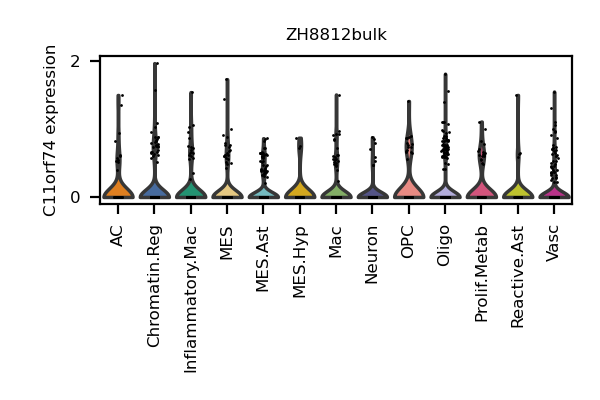 ZH8812bulk
C11orf74 expression
2
0
AC
Chromatin.Reg
Inflammatory.Mac
MES
MES.Ast
MES.Hyp
Mac
Neuron
OPC
Oligo
Prolif.Metab
Reactive.Ast
Vasc